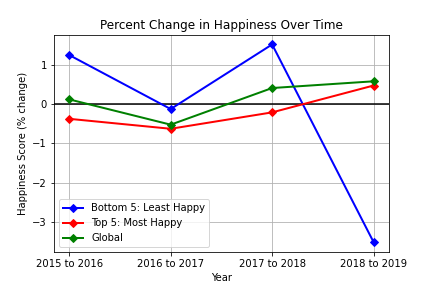 Percent Change in Happiness Over Time
Happiness Score (% change)
1
0
−1
−2
−3
Bottom 5: Least Happy
Top 5: Most Happy
Global
2015 to 2016 2016 to 2017 2017 to 2018 2018 to 2019
Year